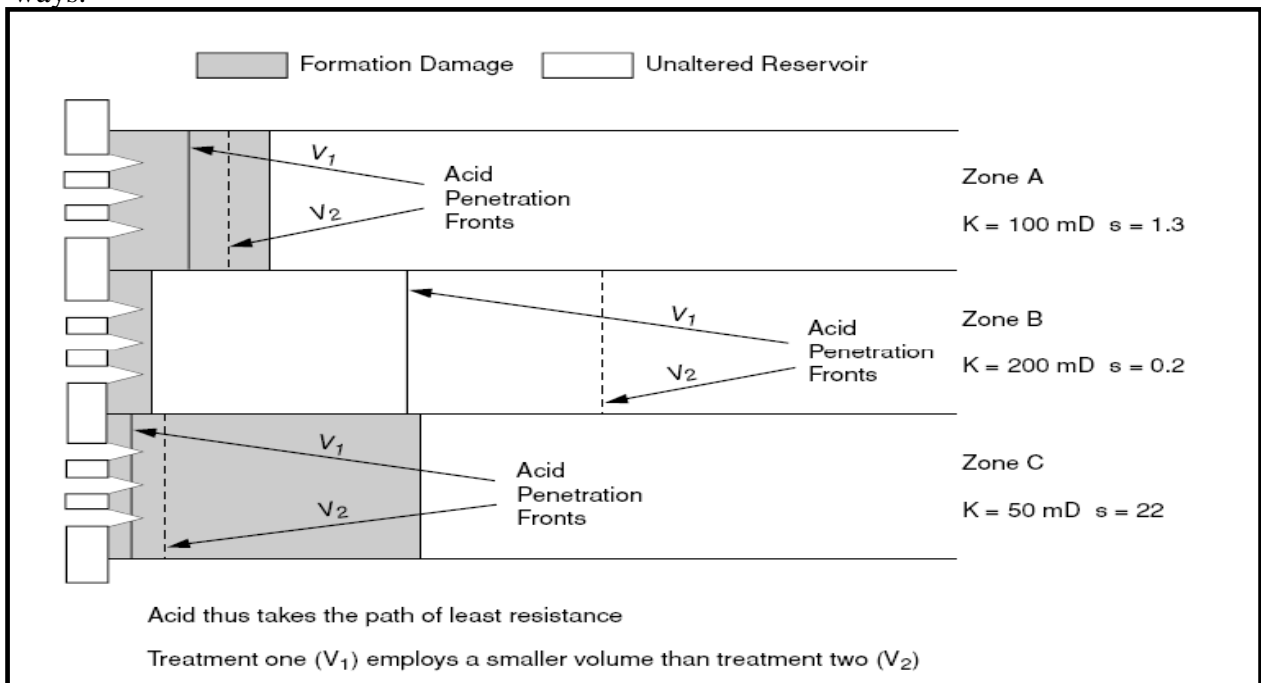 ways.
Formation Damage Unaltered Reservoir
V1
Acid
Penetration
Fronts
V2
Zone A
K = 100 mD s = 1.3
V1
Acid
Penetration
Fronts
V2
Zone B
K = 200 mD s = 0.2
V1
Acid
Penetration
Fronts
V2
Zone C
K = 50 mD s = 22
Acid thus takes the path of least resistance
Treatment one (V1) employs a smaller volume than treatment two (V2)